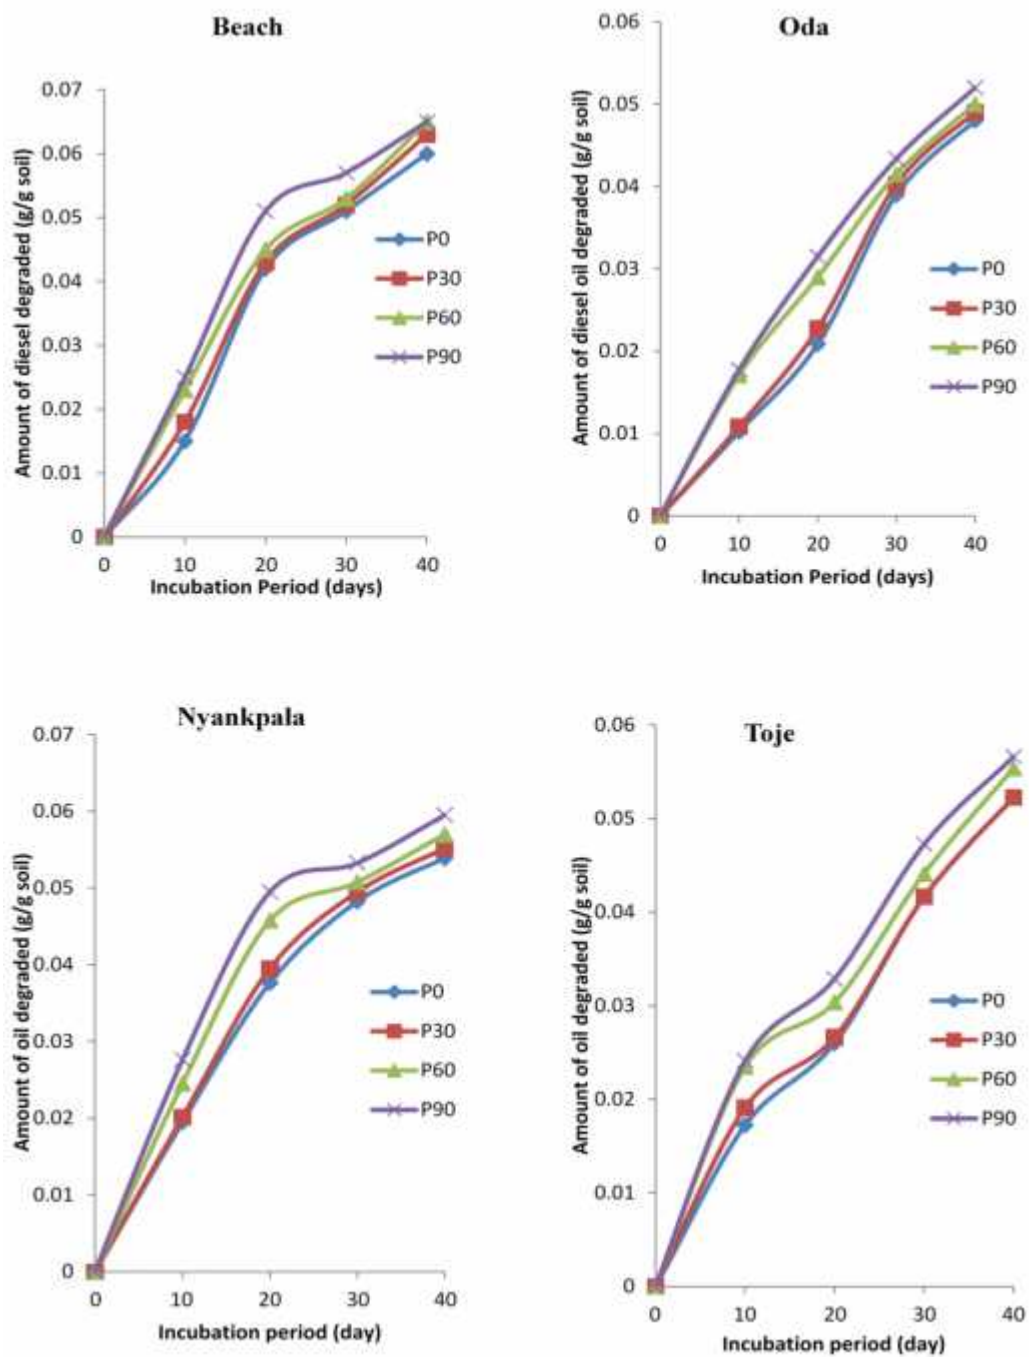 Beach
Amount of diesel degraded (g/g soil)
0.07
0.06
0.05
0.04
0.03
0.02
0.01
0
0 10 20 30 40
Incubation Period (days)
P0
P30
P60
P90
Oda
Amount of diesel oil degraded (g/g soil)
0.06
0.05
0.04
0.03
0.02
0.01
0
0 10 20 30 40
Incubation Period (days)
P0
P30
P60
P90
Nyankpala
Amount of oil degraded (g/g soil)
0.07
0.06
0.05
0.04
0.03
0.02
0.01
0
0 10 20 30 40
Incubation period (day)
P0
P30
P60
P90
Toje
Amount of oil degraded (g/g soil)
0.06
0.05
0.04
0.03
0.02
0.01
0
0 10 20 30 40
Incubation period (day)
P0
P30
P60
P90